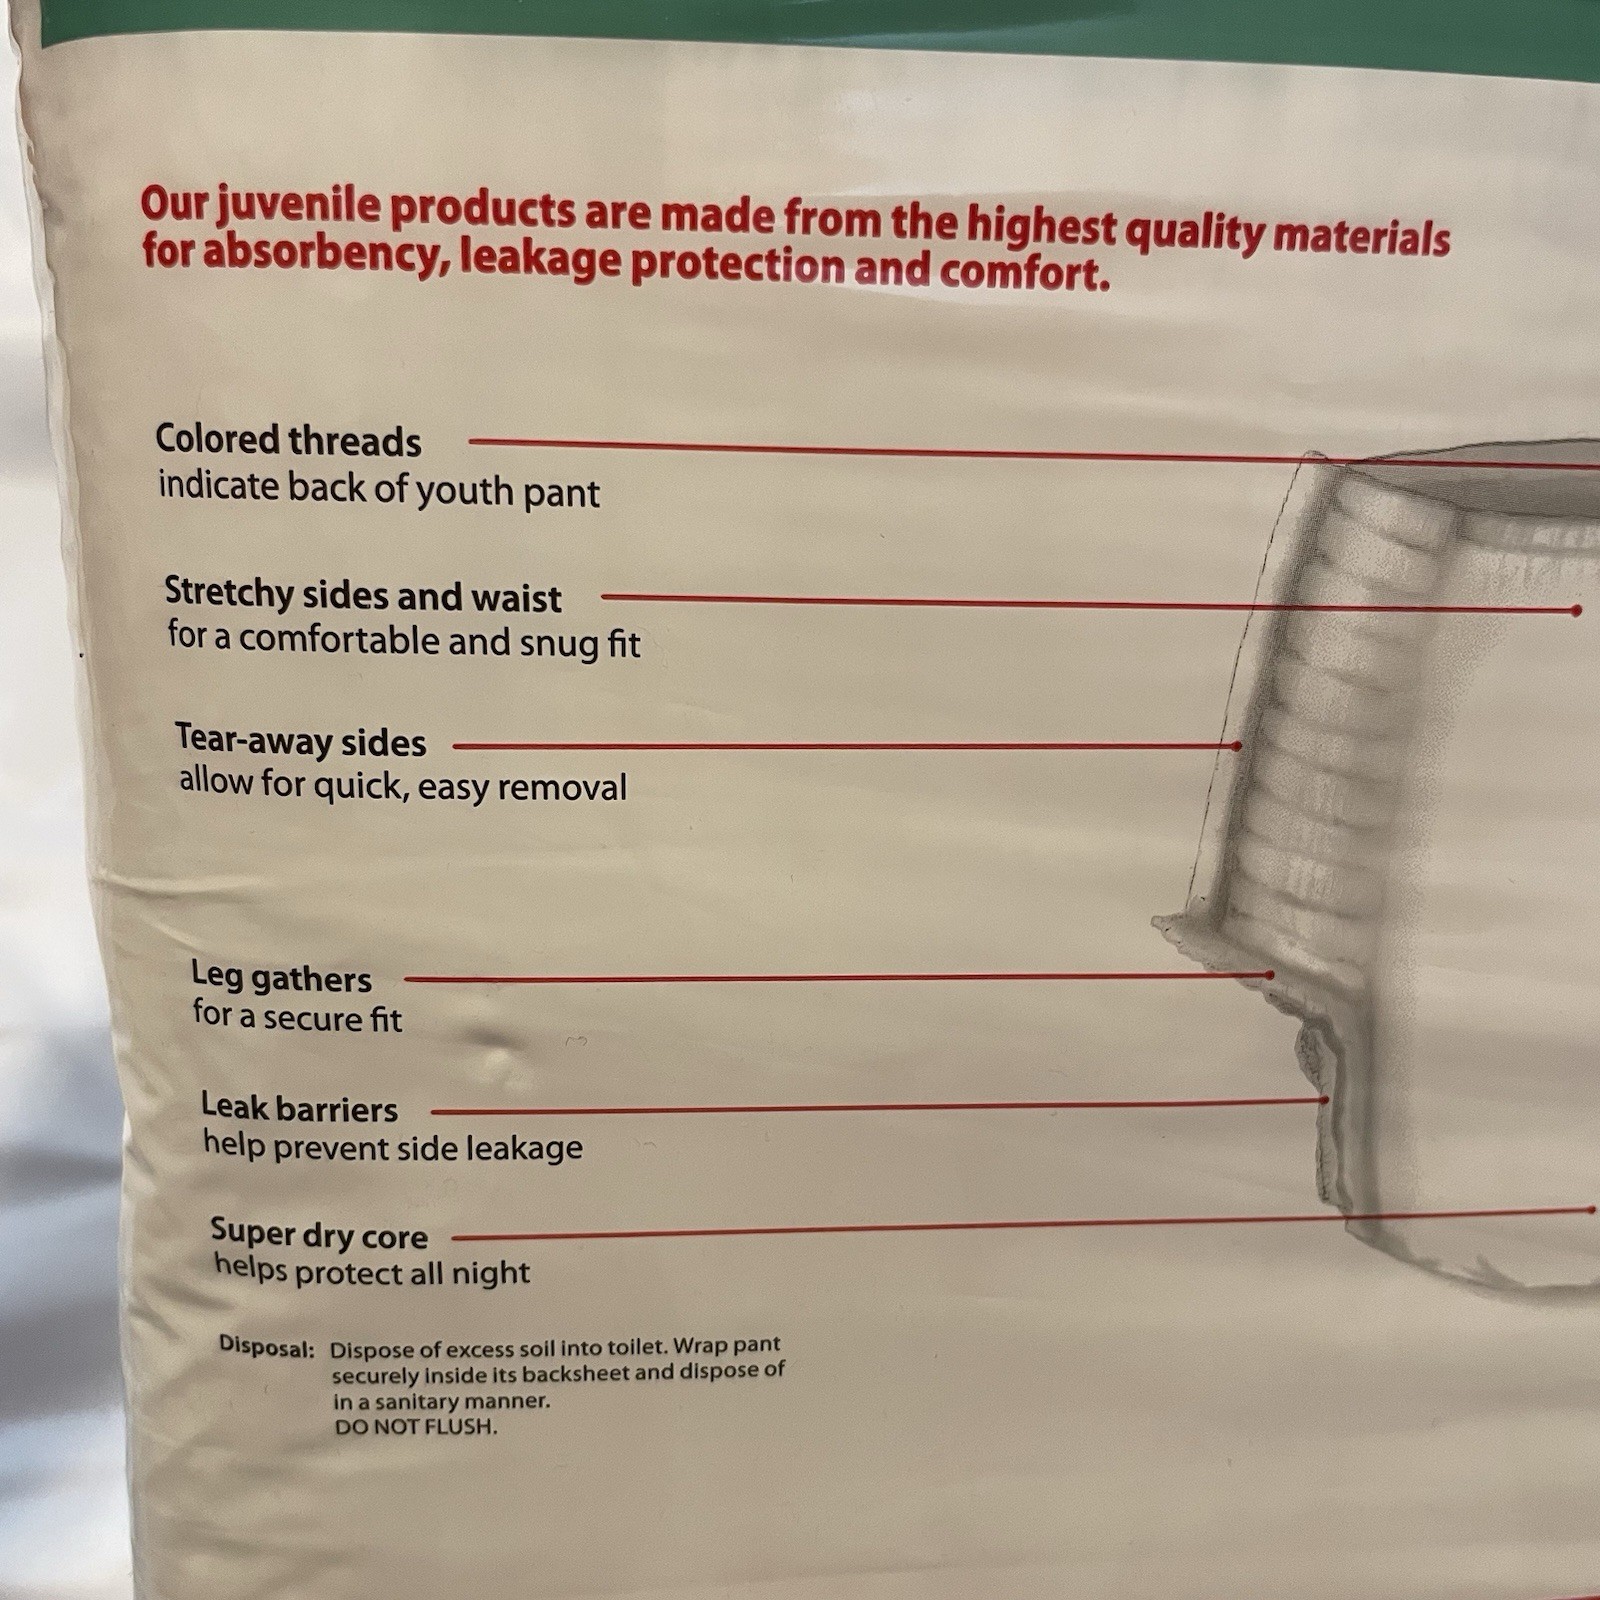 Our juvenile products are made from the highest quality materials
for absorbency, leakage protection and comfort.
Colored threads
indicate back of youth pant
Stretchy sides and waist
for a comfortable and snug fit
Tear-away sides
allow for quick, easy removal
Leg gathers
for a secure fit
Leak barriers
help prevent side leakage
Super dry core
helps protect all night
Disposal: Dispose of excess soil into toilet. Wrap pant
securely inside its backsheet and dispose of
in a sanitary manner.
DO NOT FLUSH.